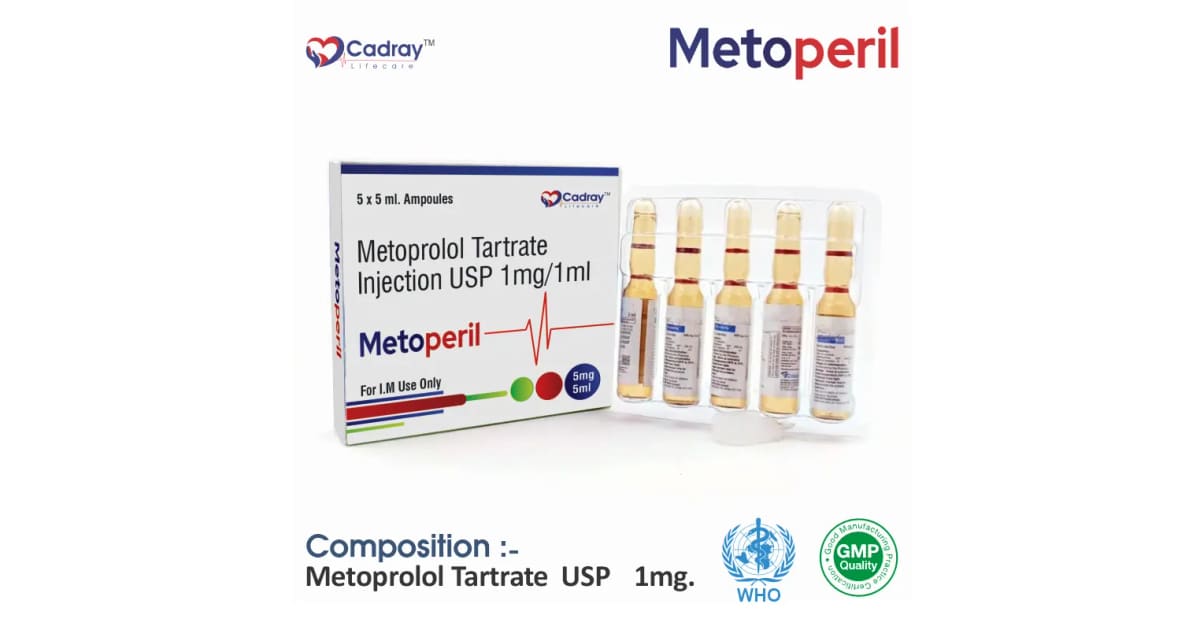 Cadray™
Lifecare
Metoperil
5 x 5 ml. Ampoules
Cadray™
Lifecare
Metoprolol Tartrate
Injection USP 1mg/1ml
Metoperil
Metoperil
For I.M Use Only
5mg
5ml
Composition :-
Metoprolol Tartrate USP 1mg.
WHO
Good Manufacturing
Practice Certification
GMP
Quality